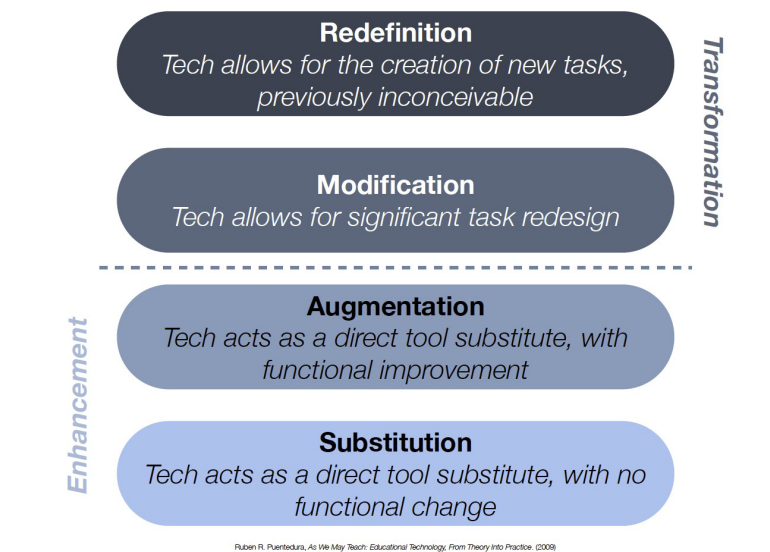 Redefinition
Tech allows for the creation of new tasks,
previously inconceivable
Transformation
Modification
Tech allows for significant task redesign
Augmentation
Tech acts as a direct tool substitute, with
functional improvement
Enhancement
Substitution
Tech acts as a direct tool substitute, with no
functional change
Ruben R. Puentedura, As We May Teach: Educational Technology, From Theory Into Practice. (2009)